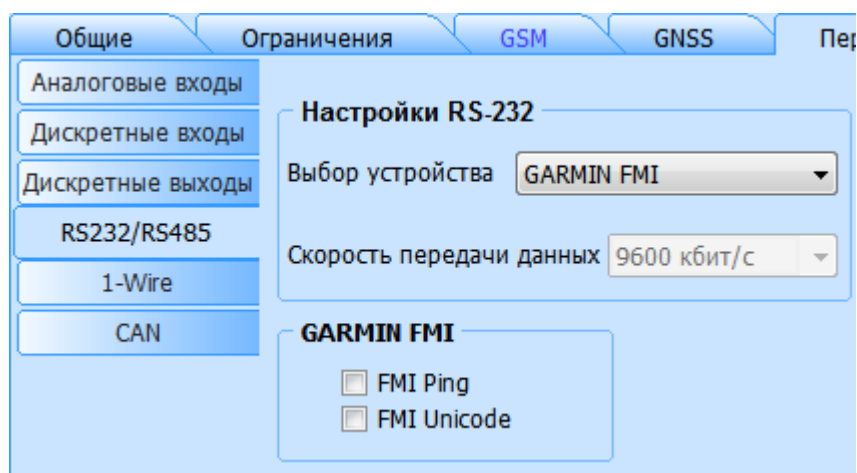 Общие Ограничения GSM GNSS Пер
Аналоговые входы
Дискретные входы
Дискретные выходы
RS232/RS485
1-Wire
CAN
Настройки RS-232
Выбор устройства GARMIN FMI
Скорость передачи данных 9600 кбит/с
GARMIN FMI
FMI Ping
FMI Unicode